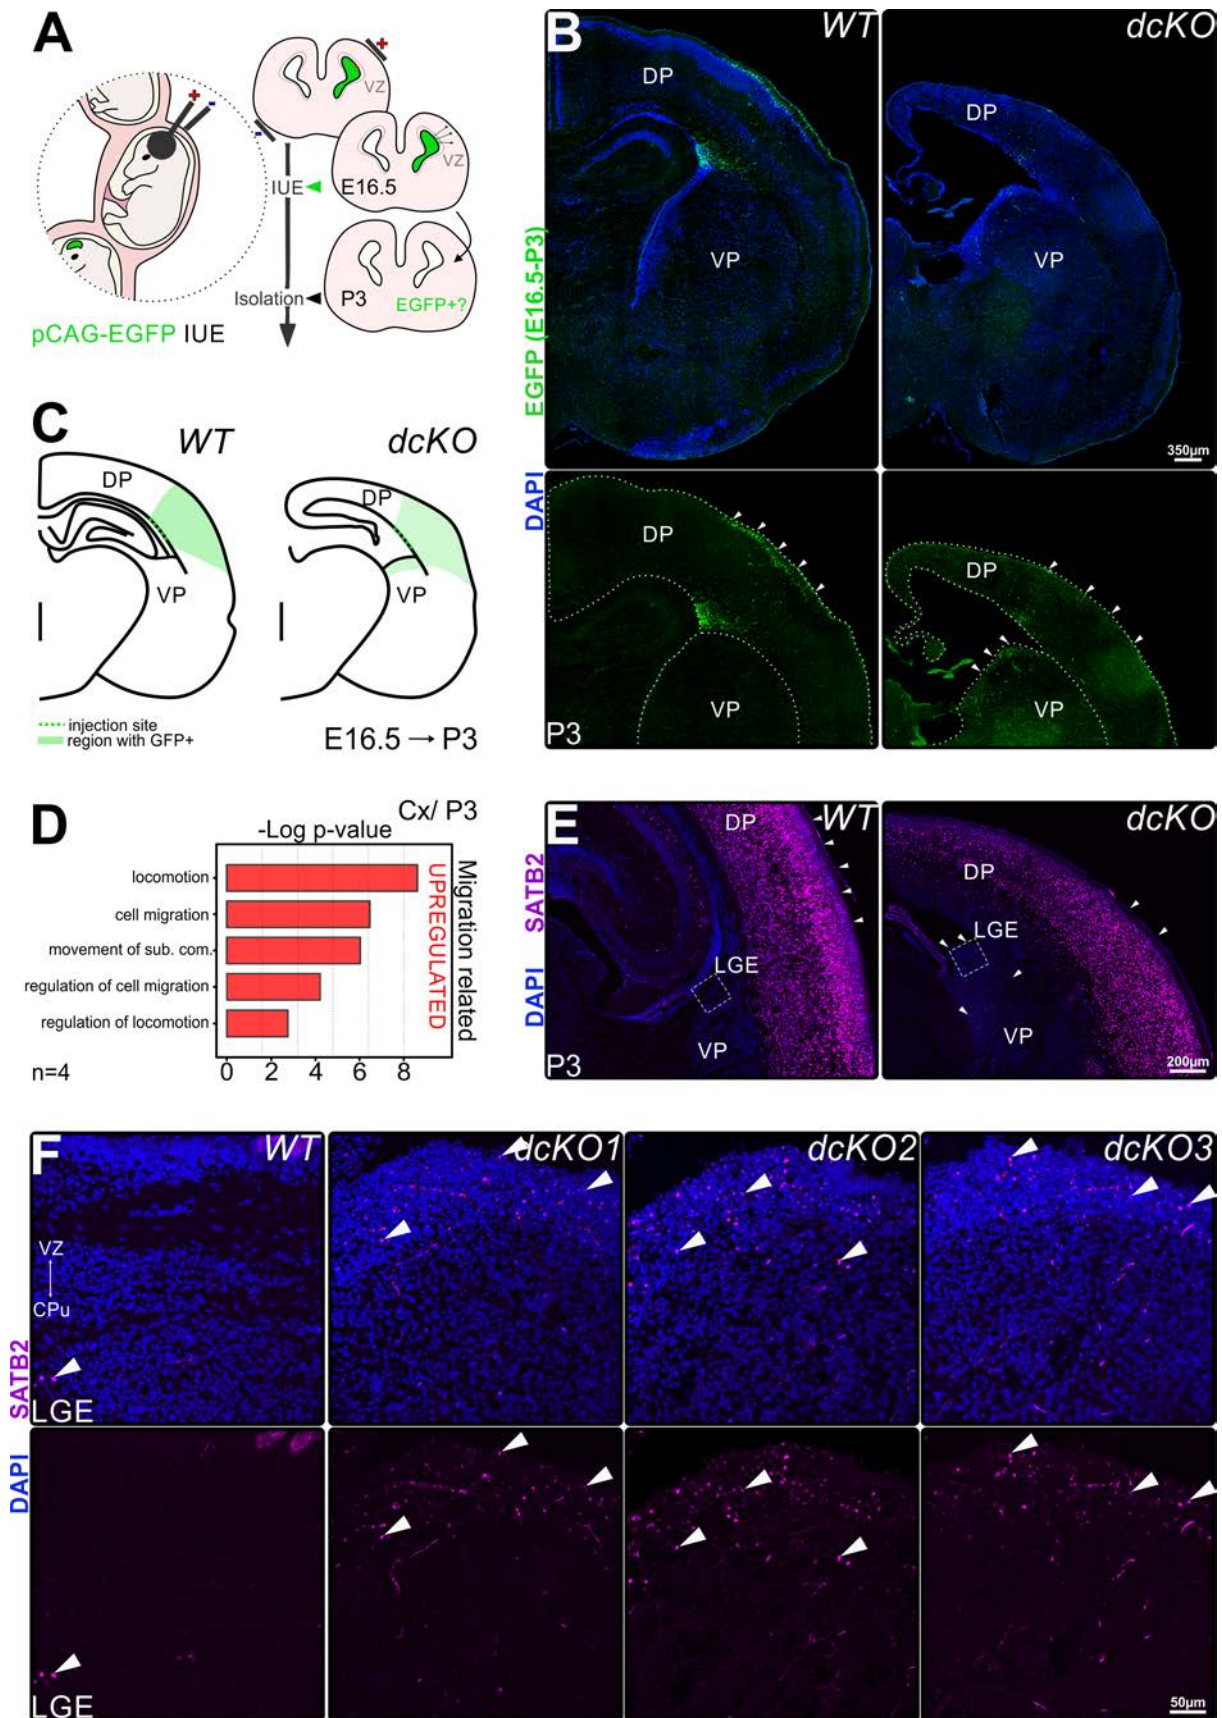 A
+
-
+
VZ
-
VZ
IUE
E16.5
Isolation
P3
EGFP+?
pCAG-EGFP IUE
B
WT
dcKO
DP
DP
VP
VP
350µm
EGFP (E16.5-P3)
DAPI
DP
DP
VP
VP
P3
C
WT
dcKO
DP
DP
VP
VP
injection site
region with GFP+
E16.5 → P3
D
Cx/ P3
-Log p-value
locomotion
cell migration
movement of sub. com.
regulation of cell migration
regulation of locomotion
0 2 4 6 8
n=4
UPREGULATED
Migration related
E
WT
dcKO
DP
DP
LGE
LGE
VP
VP
P3
200µm
SATB2
DAPI
F
WT
dcKO1
dcKO2
dcKO3
VZ
CPu
LGE
SATB2
DAPI
LGE
50µm